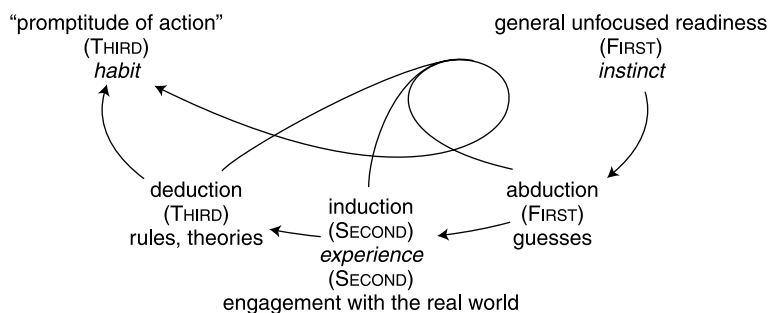 “promptitude of action”
(THIRD)
habit
general unfocused readiness
(FIRST)
instinct
deduction
(THIRD)
rules, theories
induction
(SECOND)
experience
(SECOND)
engagement with the real world
abduction
(FIRST)
guesses